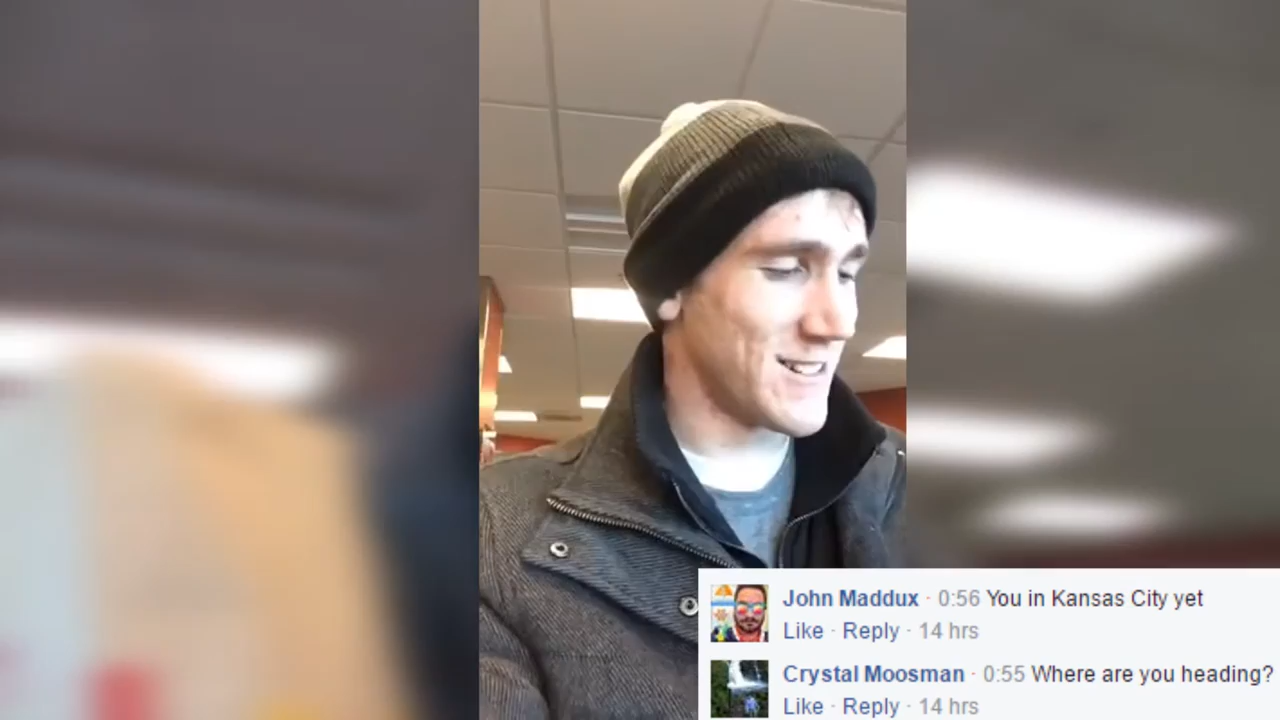 John Maddux · 0:56 You in Kansas City yet
Like · Reply · 14 hrs
Crystal Moosman · 0:55 Where are you heading?
Like · Reply · 14 hrs